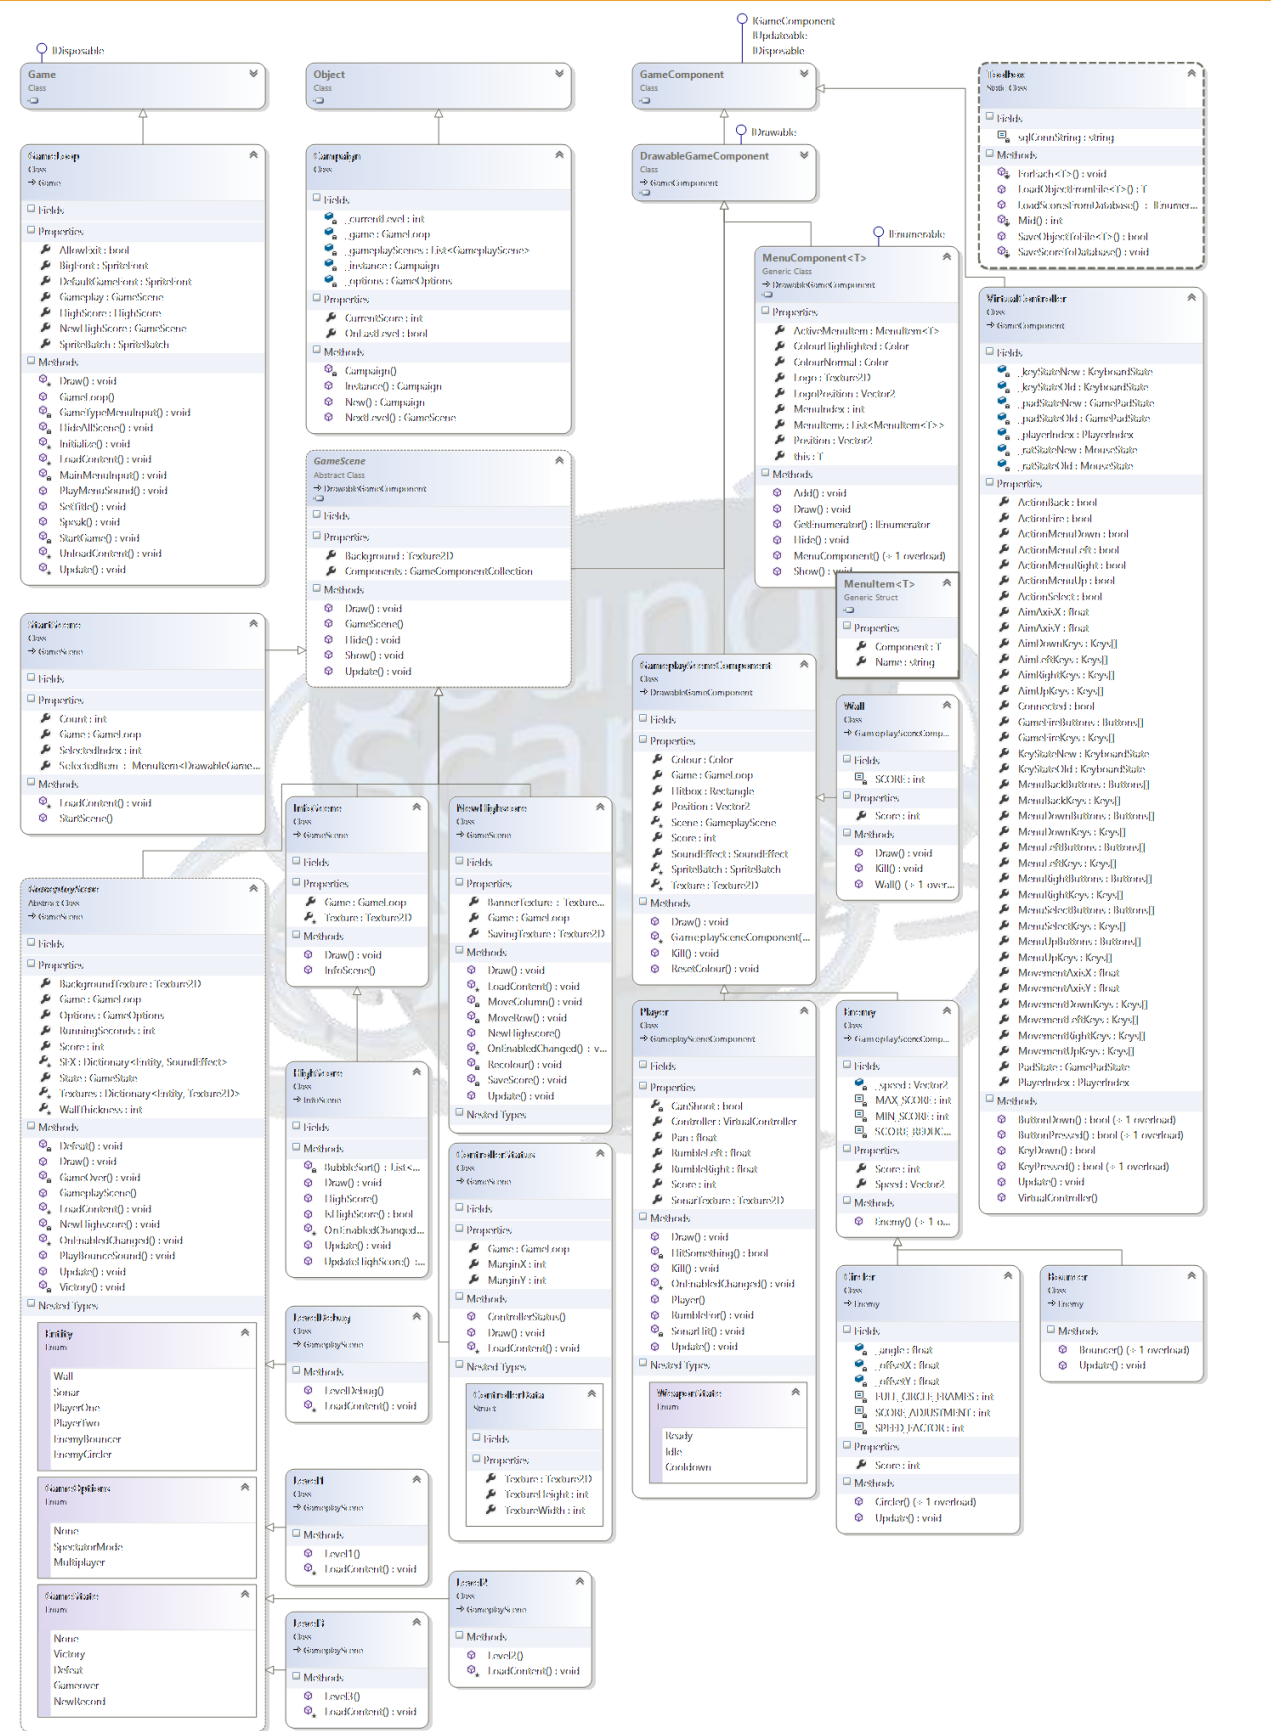 IDisposable
Game
Class
Object
Class
IGameComponent
IUpdateable
IDisposable
GameComponent
Class
IDrawable
DrawableGameComponent
Class
GameComponent
Toolbox
Static Class
Fields
sqlConnString : string
Methods
ForEach<T>() : void
LoadObjectFromFile<T>() : T
LoadScoresFromDatabase() : IEnumer...
Mid() : int
SaveObjectToFile<T>() : bool
SaveScoreToDatabase() : void
GameLoop
Class
Game
Fields
Properties
AllowExit : bool
BigFont : SpriteFont
DefaultGameFont : SpriteFont
Gameplay : GameScene
HighScore : HighScore
NewHighScore : GameScene
SpriteBatch : SpriteBatch
Methods
Draw() : void
GameLoop()
GameTypeMenuInput() : void
HideAllScene() : void
Initialize() : void
LoadContent() : void
MainMenuInput() : void
PlayMenuSound() : void
SetTitle() : void
Speak() : void
StartGame() : void
UnloadContent() : void
Update() : void
Campaign
Class
Fields
_currentLevel : int
_game : GameLoop
_gameplayScenes : List<GameplayScene>
_instance : Campaign
_options : GameOptions
Properties
CurrentScore : int
OnLastLevel : bool
Methods
Campaign()
Instance() : Campaign
New() : Campaign
NextLevel() : GameScene
GameScene
Abstract Class
DrawableGameComponent
Fields
Properties
Background : Texture2D
Components : GameComponentCollection
Methods
Draw() : void
GameScene()
Hide() : void
Show() : void
Update() : void
IEnumerable
MenuComponent<T>
Generic Class
DrawableGameComponent
Properties
ActiveMenuItem : MenuItem<T>
ColourHighlighted : Color
ColourNormal : Color
Logo : Texture2D
LogoPosition : Vector2
MenuIndex : int
MenuItems : List<MenuItem<T>>
Position : Vector2
this : T
Methods
Add() : void
Draw() : void
GetEnumerator() : IEnumerator
Hide() : void
MenuComponent() (+ 1 overload)
Show() : void
MenuItem<T>
Generic Struct
Properties
Component : T
Name : string
VirtualController
Class
GameComponent
Fields
_keyStateNew : KeyboardState
_keyStateOld : KeyboardState
_padStateNew : GamePadState
_padStateOld : GamePadState
_playerIndex : PlayerIndex
_ratStateNew : MouseState
_ratStateOld : MouseState
Properties
ActionBack : bool
ActionFire : bool
ActionMenuDown : bool
ActionMenuLeft : bool
ActionMenuRight : bool
ActionMenuUp : bool
ActionSelect : bool
AimAxisX : float
AimAxisY : float
AimDownKeys : Keys[]
AimLeftKeys : Keys[]
AimRightKeys : Keys[]
AimUpKeys : Keys[]
Connected : bool
GameFireButtons : Buttons[]
GameFireKeys : Keys[]
KeyStateNew : KeyboardState
KeyStateOld : KeyboardState
MenuBackButtons : Buttons[]
MenuBackKeys : Keys[]
MenuDownButtons : Buttons[]
MenuDownKeys : Keys[]
MenuLeftButtons : Buttons[]
MenuLeftKeys : Keys[]
MenuRightButtons : Buttons[]
MenuRightKeys : Keys[]
MenuSelectButtons : Buttons[]
MenuSelectKeys : Keys[]
MenuUpButtons : Buttons[]
MenuUpKeys : Keys[]
MovementAxisX : float
MovementAxisY : float
MovementDownKeys : Keys[]
MovementLeftKeys : Keys[]
MovementRightKeys : Keys[]
MovementUpKeys : Keys[]
PadState : GamePadState
PlayerIndex : PlayerIndex
Methods
ButtonDown() : bool (+ 1 overload)
ButtonPressed() : bool (+ 1 overload)
KeyDown() : bool
KeyPressed() : bool (+ 1 overload)
Update() : void
VirtualController()
StartScene
Class
GameScene
Fields
Properties
Count : int
Game : GameLoop
SelectedIndex : int
SelectedItem : MenuItem<DrawableGame...
Methods
LoadContent() : void
StartScene()
GameplaySceneComponent
Class
DrawableGameComponent
Fields
Properties
Colour : Color
Game : GameLoop
Hitbox : Rectangle
Position : Vector2
Scene : GameplayScene
Score : int
SoundEffect : SoundEffect
SpriteBatch : SpriteBatch
Texture : Texture2D
Methods
Draw() : void
GameplaySceneComponent(...
Kill() : void
ResetColour() : void
Wall
Class
GameplaySceneComp...
Fields
SCORE : int
Properties
Score : int
Methods
Draw() : void
Kill() : void
Wall() (+ 1 over...
InfoScene
Class
GameScene
Fields
Properties
Game : GameLoop
Texture : Texture2D
Methods
Draw() : void
InfoScene()
NewHighscore
Class
GameScene
Fields
Properties
BannerTexture : Texture...
Game : GameLoop
SavingTexture : Texture2D
Methods
Draw() : void
LoadContent() : void
MoveColumn() : void
MoveRow() : void
NewHighscore()
OnEnabledChanged() : v...
Recolour() : void
SaveScore() : void
Update() : void
Nested Types
GameplayScene
Abstract Class
GameScene
Fields
Properties
BackgroundTexture : Texture2D
Game : GameLoop
Options : GameOptions
RunningSeconds : int
Score : int
SFX : Dictionary<Entity, SoundEffect>
State : GameState
Textures : Dictionary<Entity, Texture2D>
WallThickness : int
Methods
Defeat() : void
Draw() : void
GameOver() : void
GameplayScene()
LoadContent() : void
NewHighscore() : void
OnEnabledChanged() : void
PlayBounceSound() : void
Update() : void
Victory() : void
Nested Types
Entity
Enum
Wall
Sonar
PlayerOne
PlayerTwo
EnemyBouncer
EnemyCircler
GameOptions
Enum
None
SpectatorMode
Multiplayer
GameState
Enum
None
Victory
Defeat
Gameover
NewRecord
HighScore
Class
InfoScene
Fields
Methods
BubbleSort() : List<...
Draw() : void
HighScore()
IsHighScore() : bool
OnEnabledChanged...
Update() : void
UpdateHighScore() :...
ControllerStatus
Class
GameScene
Fields
Properties
Game : GameLoop
MarginX : int
MarginY : int
Methods
ControllerStatus()
Draw() : void
LoadContent() : void
Nested Types
ControllerData
Struct
Fields
Properties
Texture : Texture2D
TextureHeight : int
TextureWidth : int
Player
Class
GameplaySceneComponent
Fields
Properties
CanShoot : bool
Controller : VirtualController
Pan : float
RumbleLeft : float
RumbleRight : float
Score : int
SonarTexture : Texture2D
Methods
Draw() : void
HitSomething() : bool
Kill() : void
OnEnabledChanged() : void
Player()
RumbleFor() : void
SonarHit() : void
Update() : void
Nested Types
WeaponState
Enum
Ready
Idle
Cooldown
Enemy
Class
GameplaySceneComp...
Fields
_speed : Vector2
MAX_SCORE : int
MIN_SCORE : int
SCORE_REDUC...
Properties
Score : int
Speed : Vector2
Methods
Enemy() (+ 1 o...
Circler
Class
Enemy
Fields
_angle : float
_offsetX : float
_offsetY : float
FULL_CIRCLE_FRAMES : int
SCORE_ADJUSTMENT : int
SPEED_FACTOR : int
Properties
Score : int
Methods
Circler() (+ 1 overload)
Update() : void
Bouncer
Class
Enemy
Methods
Bouncer() (+ 1 overload)
Update() : void
LevelDebug
Class
GameplayScene
Methods
LevelDebug()
LoadContent() : void
Level1
Class
GameplayScene
Methods
Level1()
LoadContent() : void
Level2
Class
GameplayScene
Methods
Level2()
LoadContent() : void
Level3
Class
GameplayScene
Methods
Level3()
LoadContent() : void
sound
scape